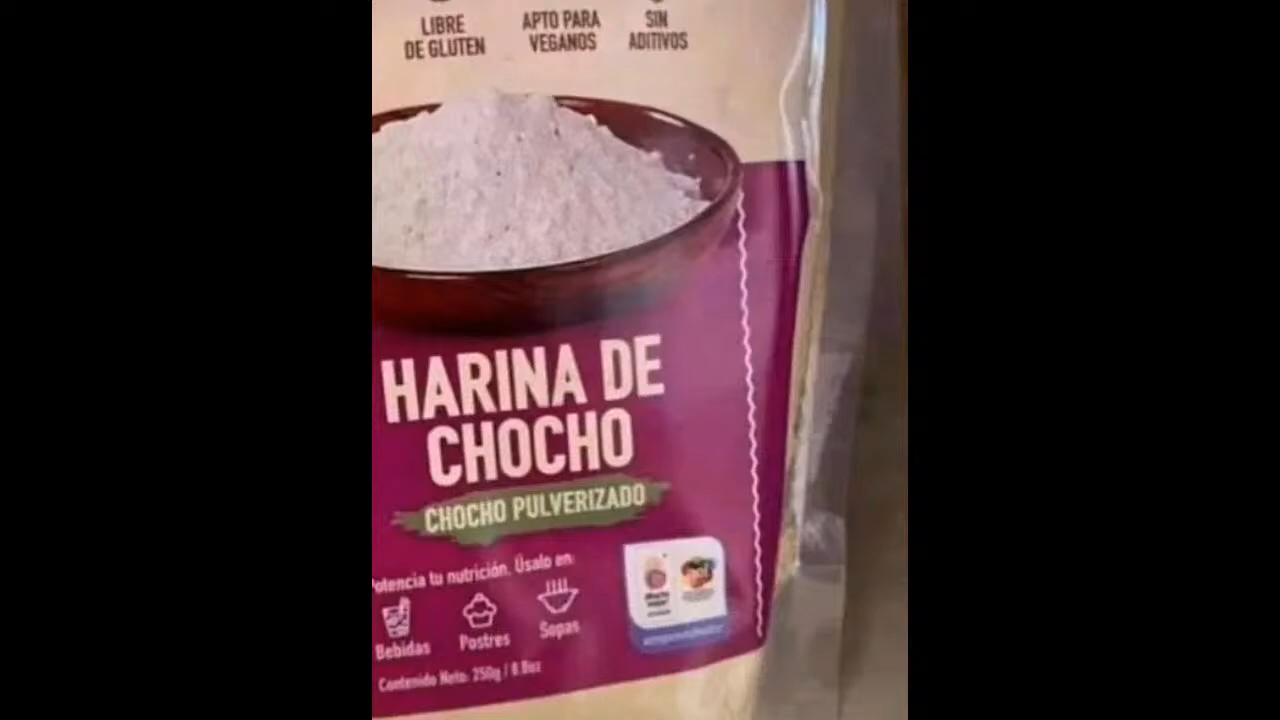 LIBRE
DE GLUTEN
APTO PARA
VEGANOS
SIN
ADITIVOS
HARINA DE
CHOCHO
CHOCHO PULVERIZADO
Potencia tu nutrición. Úsalo en:
Bebidas
Postres
Sopas
Contenido Neto: 250g / 8.8oz